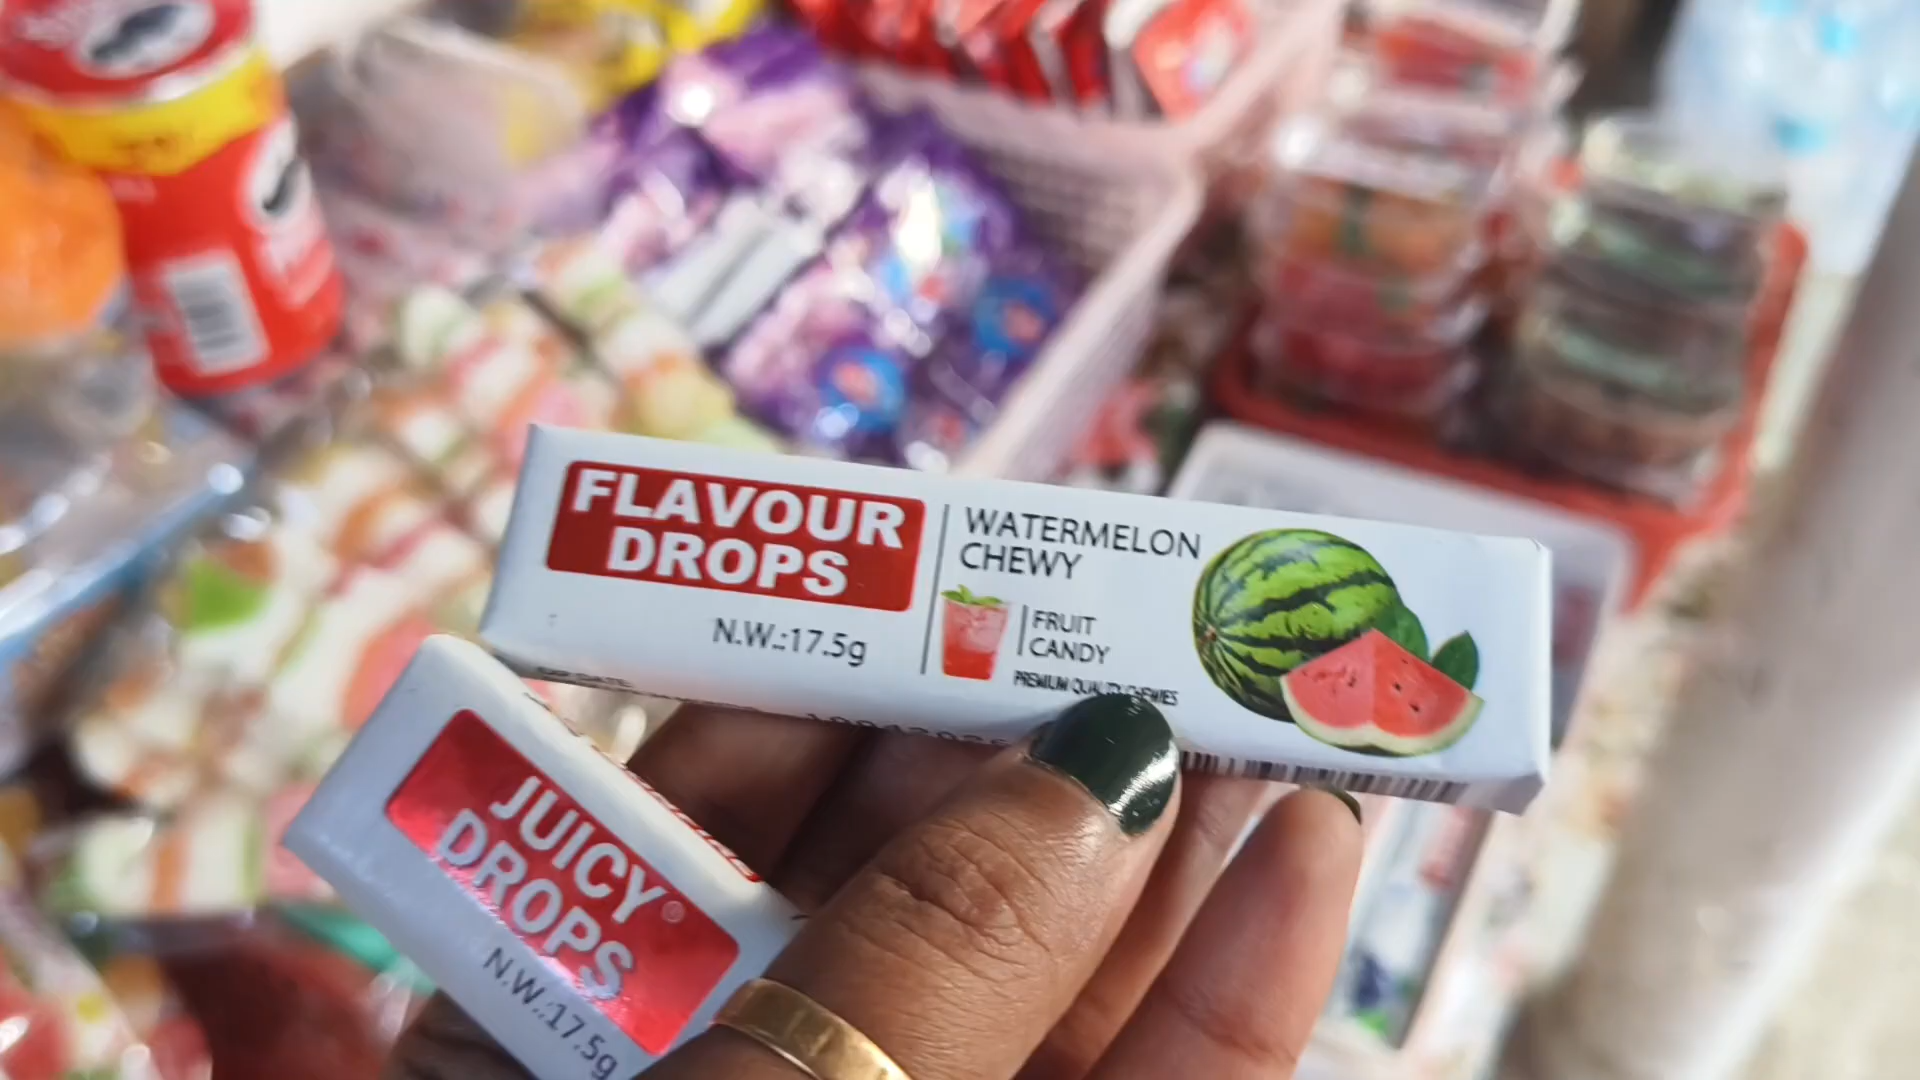 FLAVOUR
DROPS
N.W.:17.5g
WATERMELON
CHEWY
FRUIT
CANDY
PREMIUM QUALITY CHEWIES
JUICY
DROPS®
N.W.:17.5g